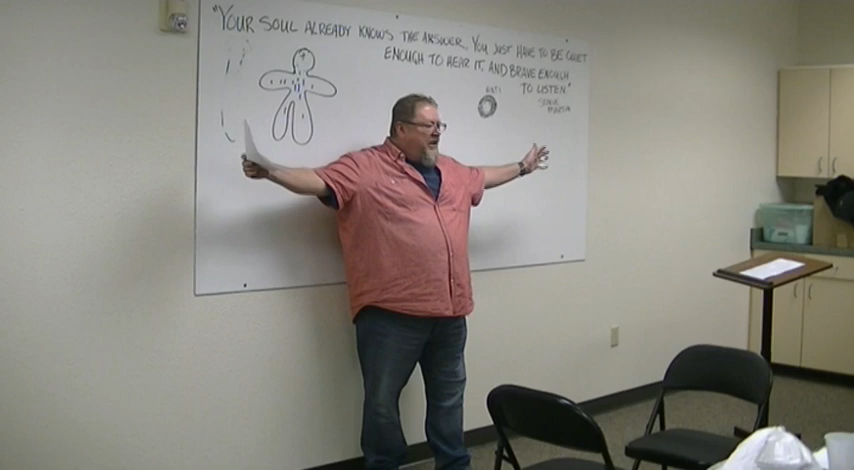 "YOUR SOUL ALREADY KNOWS THE ANSWER. YOU JUST HAVE TO BE QUIET
ENOUGH TO HEAR IT, AND BRAVE ENOUGH
TO LISTEN"